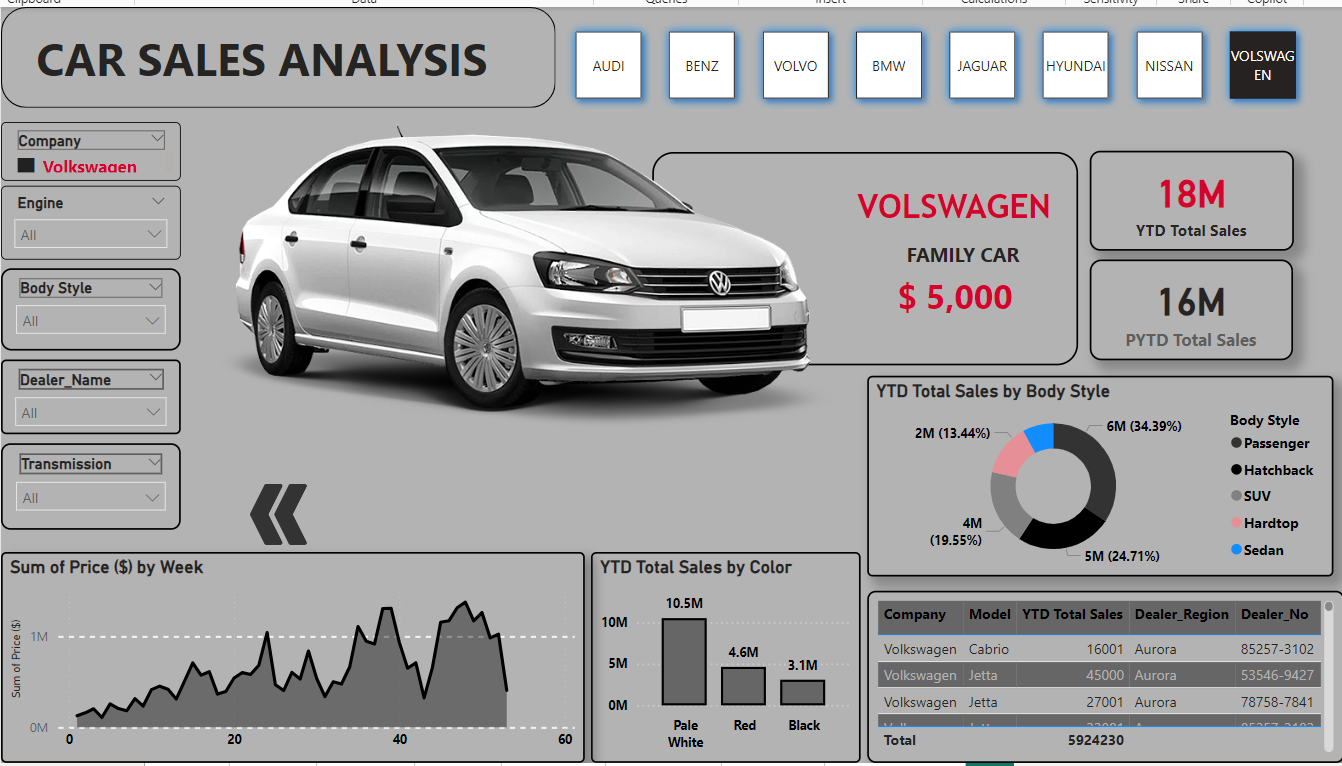 Clipboard Data Queries Insert Calculations Sensitivity Share Copilot
CAR SALES ANALYSIS
AUDI
BENZ
VOLVO
BMW
JAGUAR
HYUNDAI
NISSAN
VOLSWAG
EN
Company
Volkswagen
Engine
All
Body Style
All
Dealer_Name
All
Transmission
All
VOLSWAGEN
FAMILY CAR
$ 5,000
18M
YTD Total Sales
16M
PYTD Total Sales
YTD Total Sales by Body Style
2M (13.44%)
6M (34.39%)
4M
(19.55%)
5M (24.71%)
Body Style
Passenger
Hatchback
SUV
Hardtop
Sedan
Sum of Price ($) by Week
Sum of Price ($)
1M
0M
0 20 40 60
YTD Total Sales by Color
10M
5M
0M
10.5M
4.6M
3.1M
Pale
White
Red
Black
Company Model YTD Total Sales Dealer_Region Dealer_No
Volkswagen Cabrio 16001 Aurora 85257-3102
Volkswagen Jetta 45000 Aurora 53546-9427
Volkswagen Jetta 27001 Aurora 78758-7841
Total 5924230